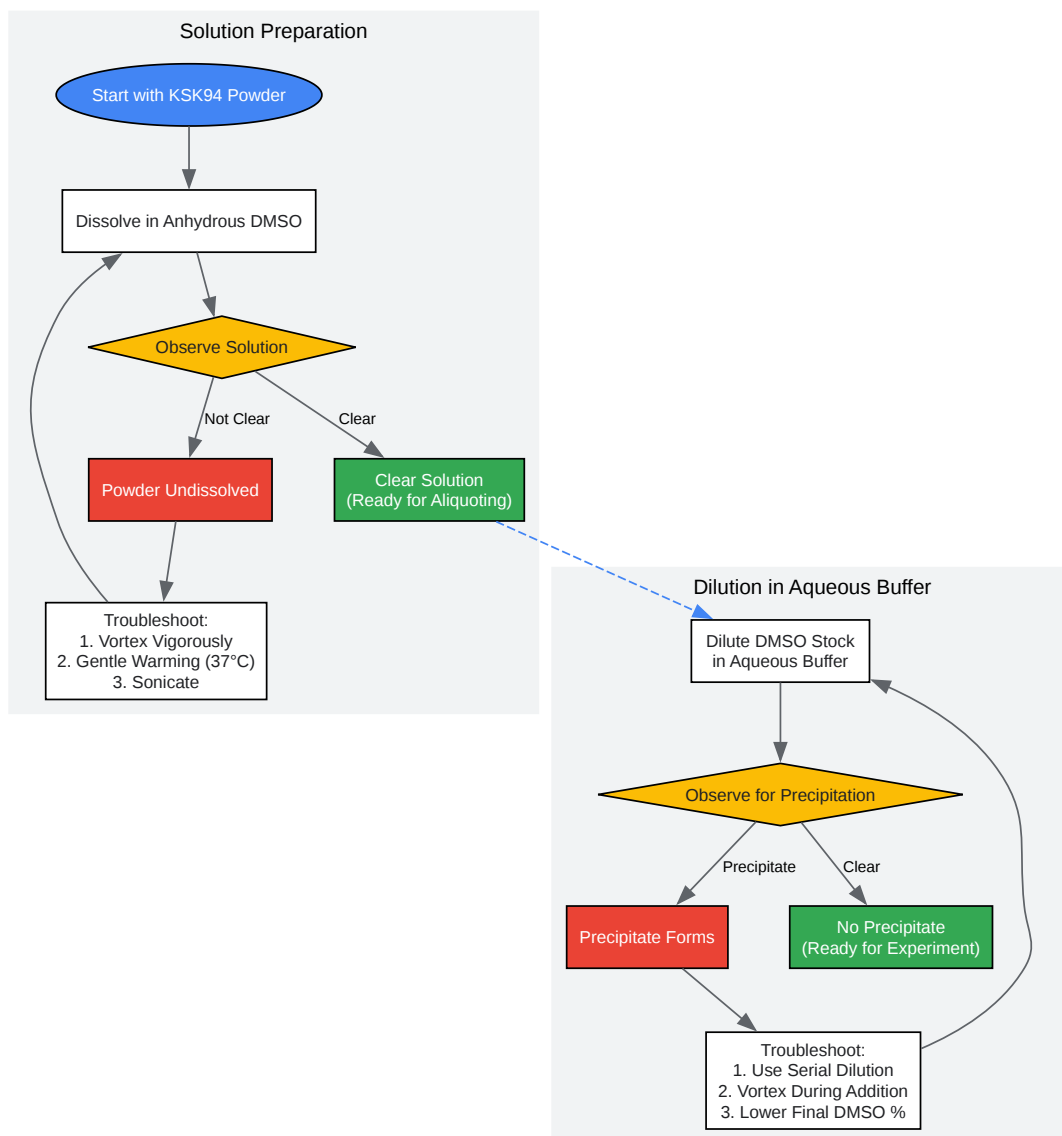 Solution Preparation
Start with KSK94 Powder
Dissolve in Anhydrous DMSO
Observe Solution
Not Clear
Clear
Powder Undissolved
Clear Solution
(Ready for Aliquoting)
Troubleshoot:
1. Vortex Vigorously
2. Gentle Warming (37°C)
3. Sonicate
Dilution in Aqueous Buffer
Dilute DMSO Stock
in Aqueous Buffer
Observe for Precipitation
Precipitate
Clear
Precipitate Forms
No Precipitate
(Ready for Experiment)
Troubleshoot:
1. Use Serial Dilution
2. Vortex During Addition
3. Lower Final DMSO %